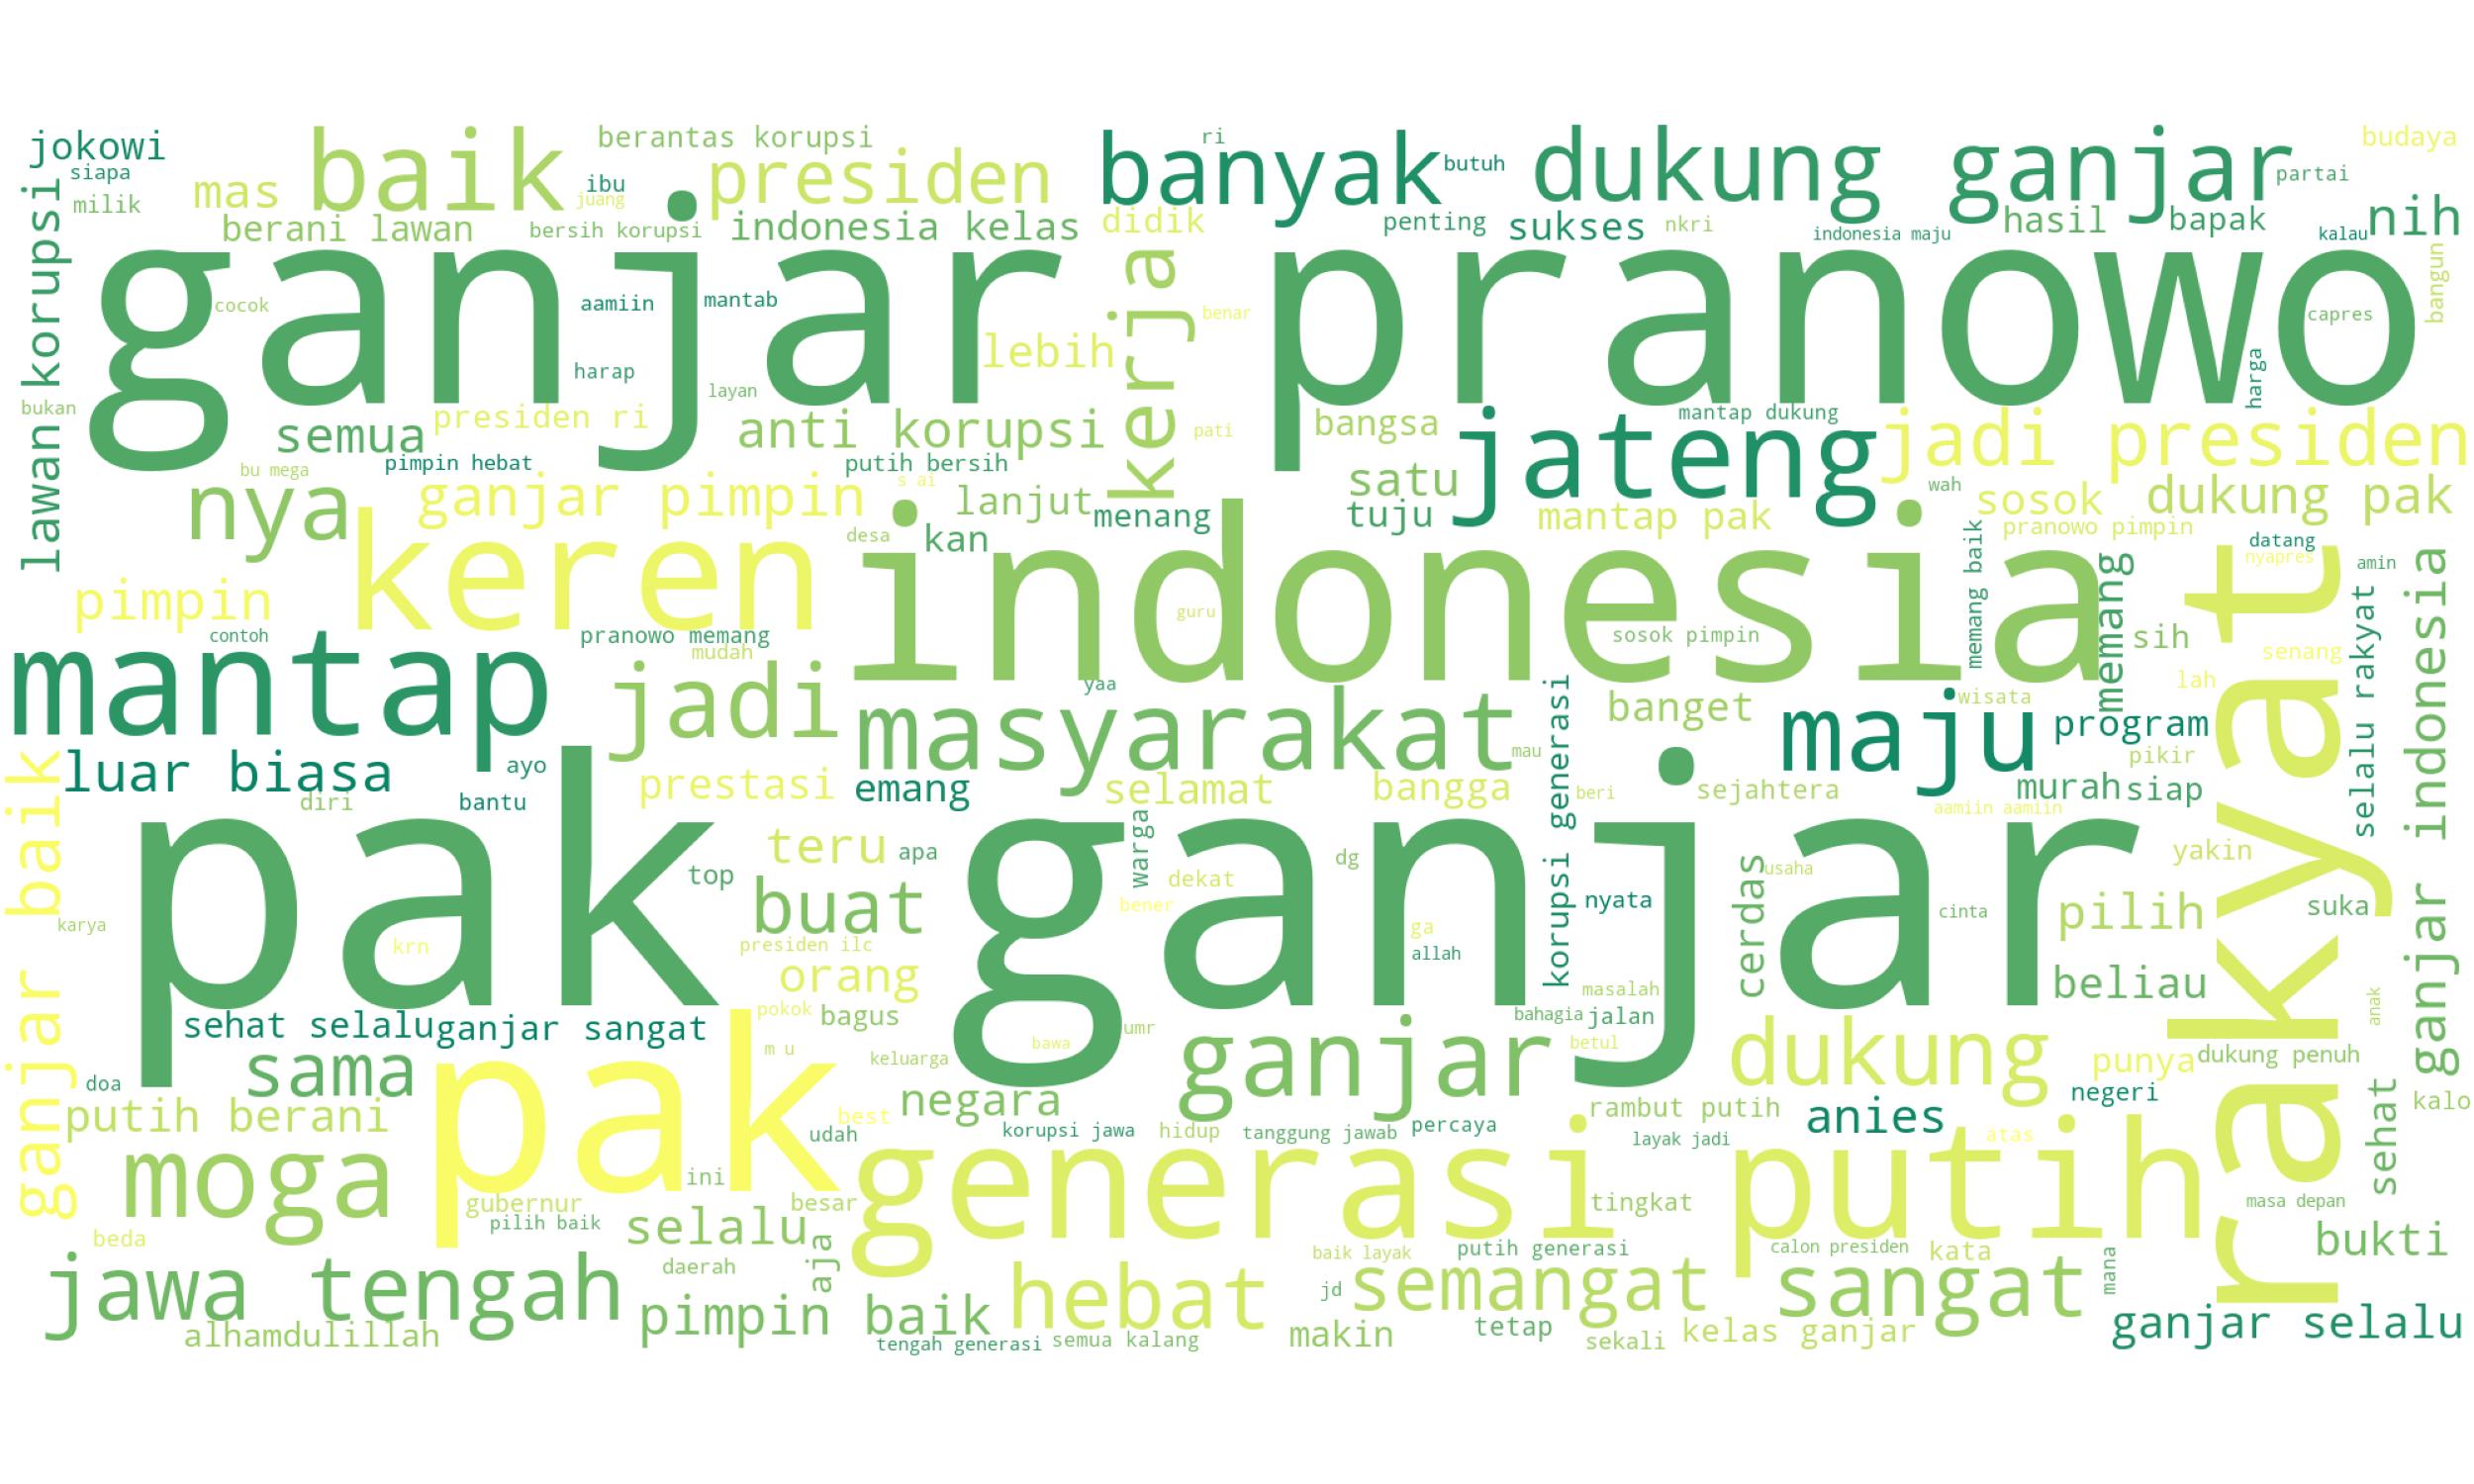 jokowi
baik
berantas korupsi
ri
banyak
dukung ganjar
budaya
siapa
mas
ibu
juang
presiden
butuh
partai
milik
berani lawan
bersih korupsi
indonesia kelas
didik
penting
sukses
nkri
indonesia maju
hasil
bapak
kalau
nih
lawan korupsi
ganjar pranowo
cocok
aamiin
mantab
kerja
benar
capres
bangun
harap
layan
lebih
harga
bukan
semua
presiden ri
anti korupsi
pati
bangsa
mantap dukung
jateng
jadi presiden
bu mega
pimpin hebat
putih bersih
s ai
satu
wah
nya
ganjar pimpin
lanjut
menang
tuju
mantap pak
sosok
dukung pak
keren
desa
kan
indonesia
pranowo pimpin
datang
nyapres
amin
pimpin
guru
memang baik
memang
rakyat
selalu rakyat
ganjar indonesia
contoh
pranowo memang
mudah
sosok pimpin
sih
senang
mantap
jadi
yaa
masyarakat
korupsi generasi
banget
wisata
lah
maju
program
luar biasa
ayo
mau
pikir
ganjar baik
diri
bantu
prestasi
emang
selamat
bangga
beri
sejahtera
murah
siap
aamiin aamiin
pak ganjar
teru
apa
warga
dg
cerdas
usaha
yakin
top
dekat
karya
krn
buat
bener
ga
nyata
cinta
pilih
suka
presiden ilc
allah
orang
masalah
beliau
anak
sehat selalu
ganjar sangat
pokok
bagus
umr
bahagia
jalan
pak
m u
keluarga
bawa
ganjar
betul
dukung
punya
dukung penuh
doa
sama
negara
negeri
sehat
kalo
putih berani
best
udah
korupsi jawa
hidup
tanggung jawab
percaya
rambut putih
anies
layak jadi
atas
moga
ini
generasi putih
gubernur
besar
tingkat
masa depan
pilih baik
selalu
beda
aja
baik layak
putih generasi
calon presiden
kata
mana
bukti
jawa tengah
daerah
hebat
jd
semangat
sangat
pimpin baik
alhamdulillah
tengah generasi
semua kalang
makin
tetap
sekali
kelas ganjar
ganjar selalu